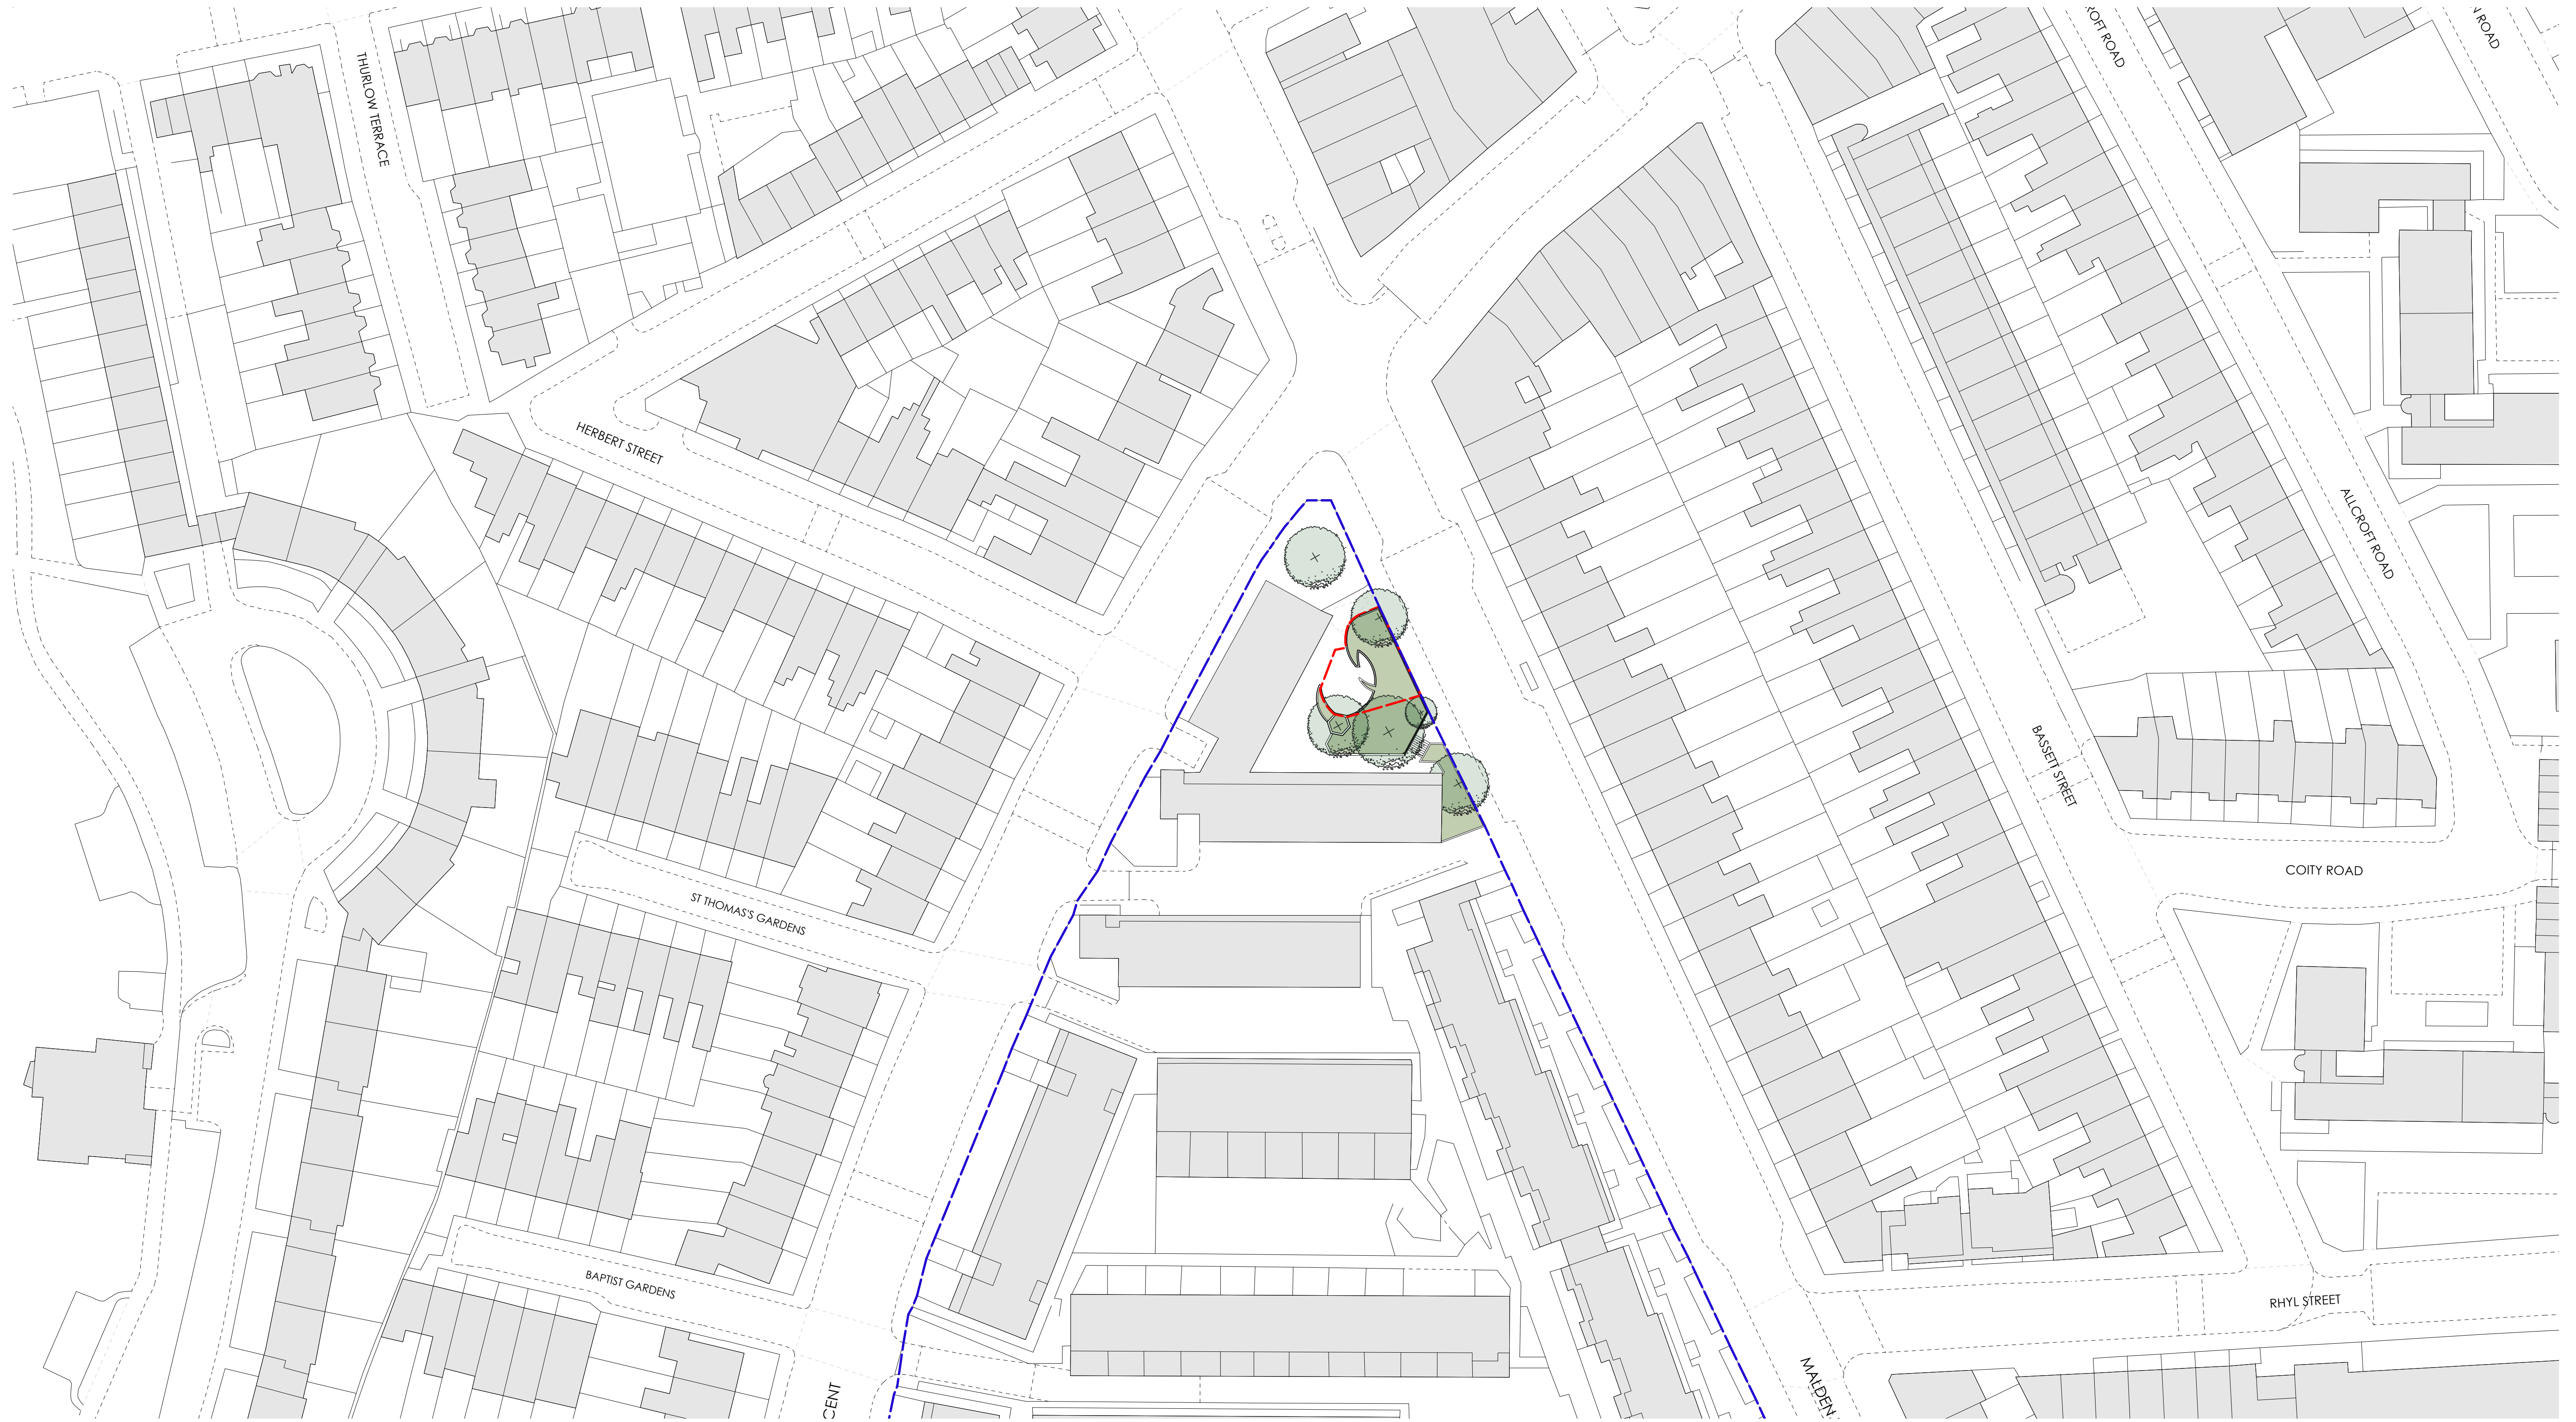 THURLOW TERRACE
HERBERT STREET
ALLCROFT ROAD
BASSETT STREET
COITY ROAD
ST THOMAS'S GARDENS
BAPTIST GARDENS
RHYL STREET
MALDEN
CENT
ROFT ROAD
N ROAD